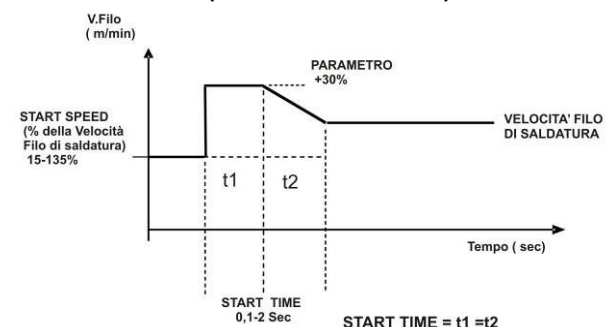 V.Filo
( m/min)
PARAMETRO
+30%
START SPEED
(% della Velocità
Filo di saldatura)
15-135%
VELOCITA' FILO
DI SALDATURA
t1
t2
Tempo ( sec)
START TIME
0,1-2 Sec
START TIME = t1 =t2